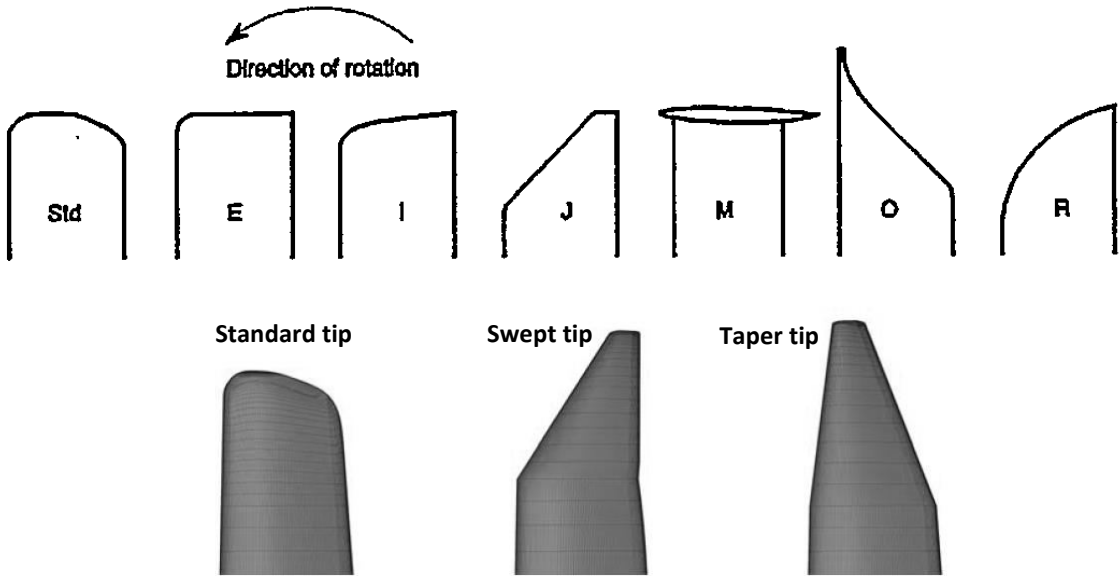 Direction of rotation
Std E I J M O R
Standard tip Swept tip Taper tip